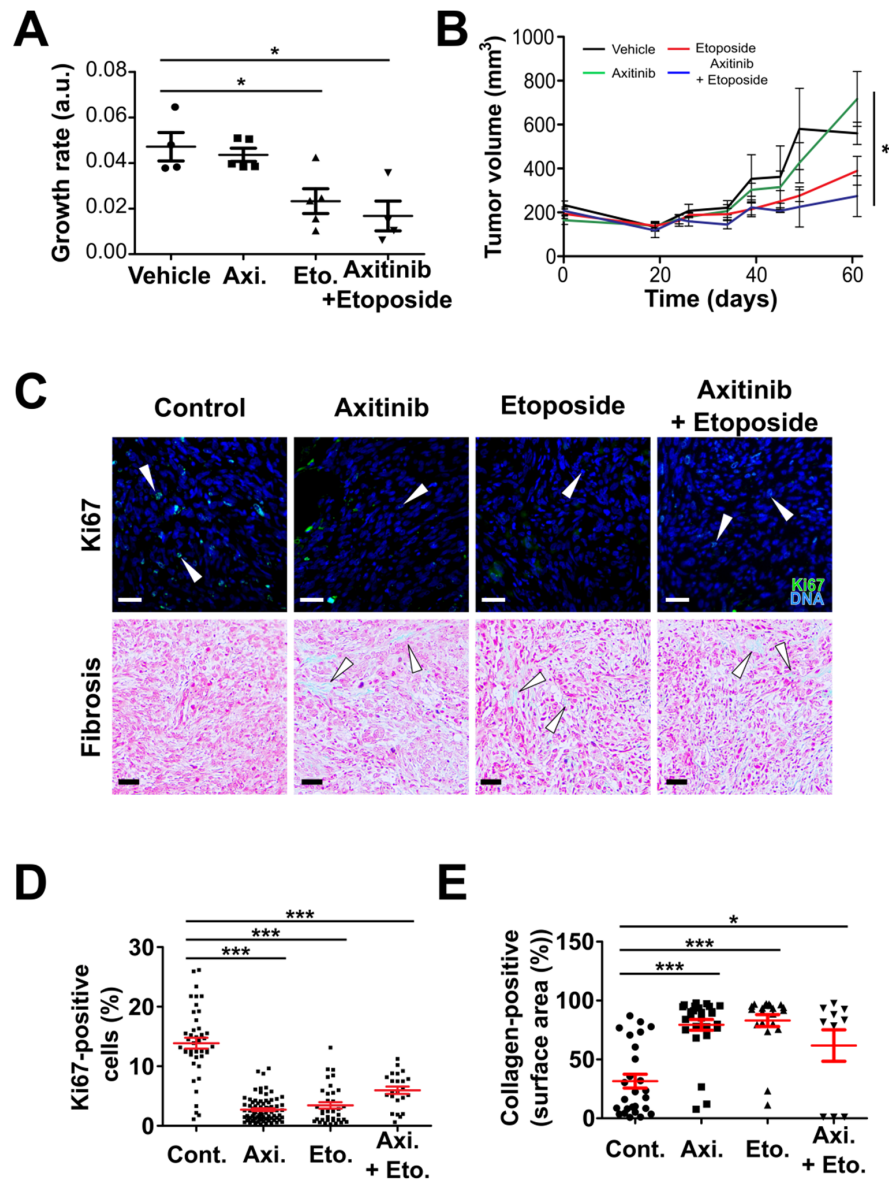 A
*
*
Growth rate (a.u.)
0.08
0.06
0.04
0.02
0.00
Vehicle
Axi.
Eto.
Axitinib
+Etoposide
B
Vehicle
Axitinib
Etoposide
Axitinib
+ Etoposide
Tumor volume (mm3)
1000
800
600
400
200
0
0
20
40
60
Time (days)
*
C
Control
Axitinib
Etoposide
Axitinib
+ Etoposide
Ki67
Ki67
DNA
Fibrosis
D
***
***
***
Ki67-positive
cells (%)
30
20
10
0
Cont.
Axi.
Eto.
Axi.
+ Eto.
E
*
***
***
Collagen-positive
(surface area (%))
150
100
50
0
Cont.
Axi.
Eto.
Axi.
+ Eto.